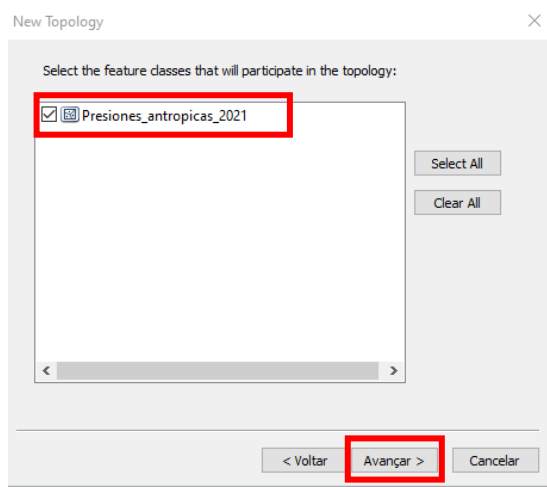 New Topology
Select the feature classes that will participate in the topology:
Presiones_antropicas_2021
Select All
Clear All
< Voltar
Avançar >
Cancelar